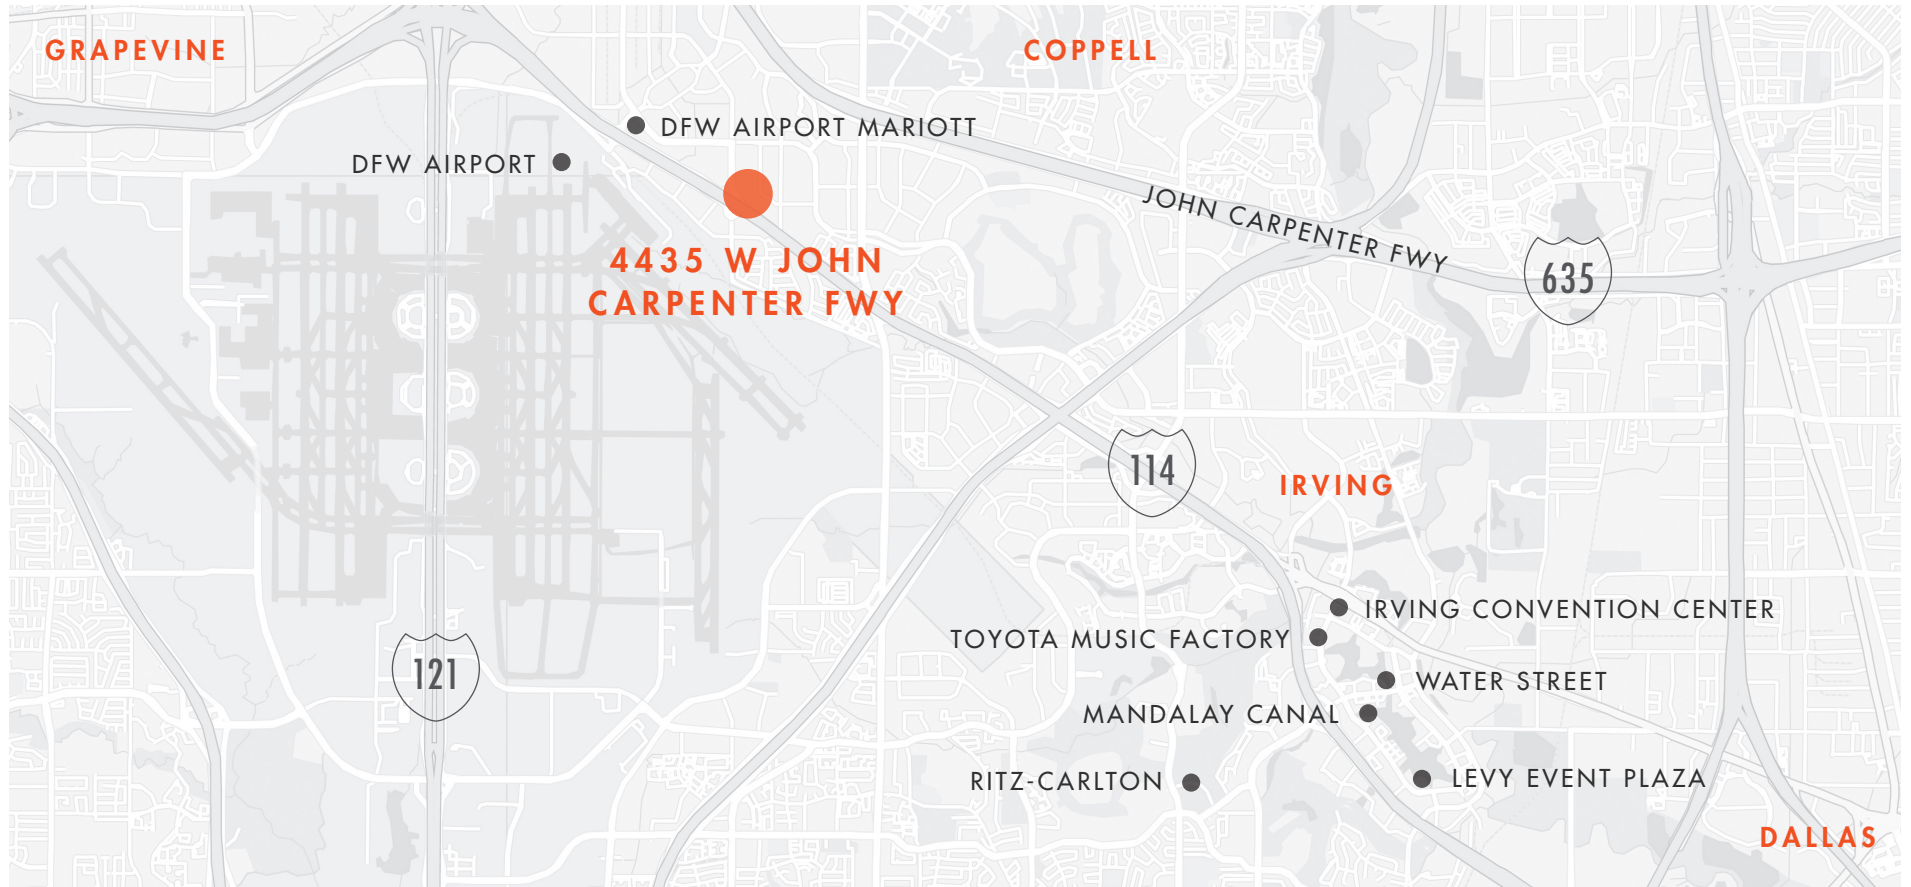 GRAPEVINE
COPPELL
DFW AIRPORT MARIOTT
DFW AIRPORT
JOHN CARPENTER FWY
4435 W JOHN
CARPENTER FWY
635
114
IRVING
IRVING CONVENTION CENTER
TOYOTA MUSIC FACTORY
121
WATER STREET
MANDALAY CANAL
RITZ-CARLTON
LEVY EVENT PLAZA
DALLAS